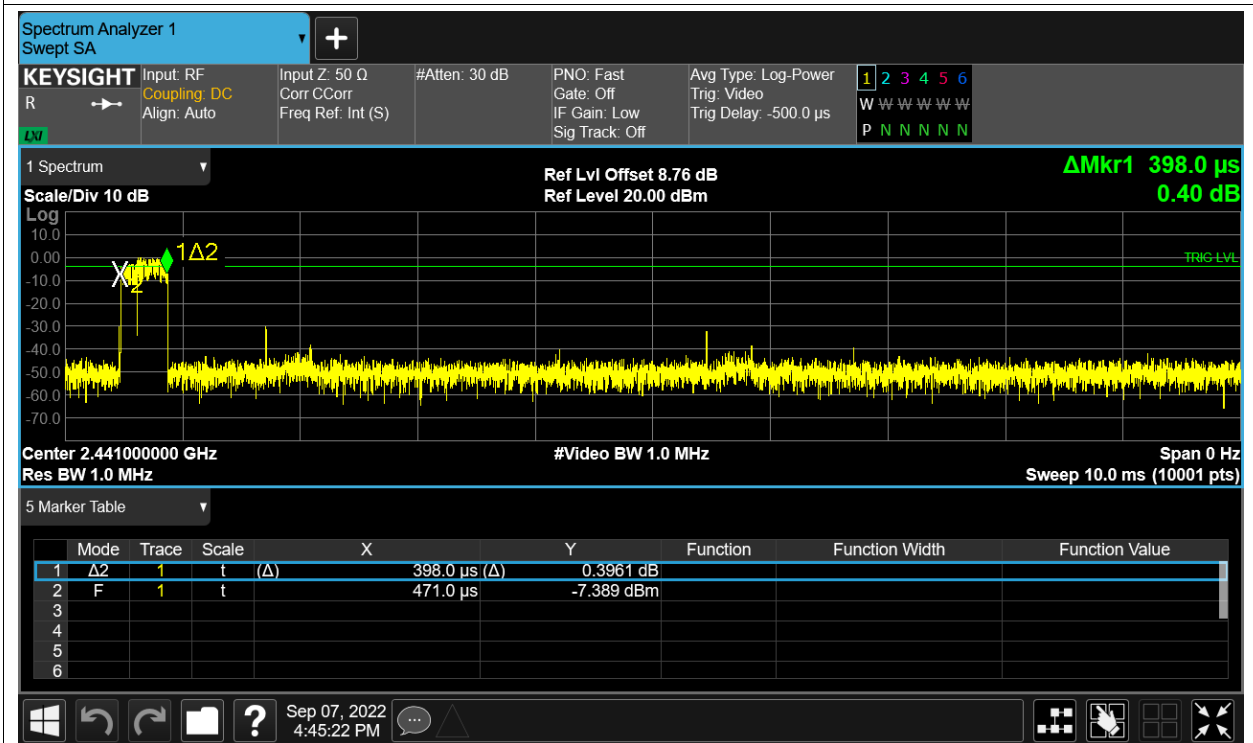 Spectrum Analyzer 1
Swept SA
KEYSIGHT Input: RF Input Z: 50 Ω #Atten: 30 dB PNO: Fast Avg Type: Log-Power 1 2 3 4 5 6
R Coupling: DC Corr CCorr Gate: Off Trig: Video W W W W W W
Align: Auto Freq Ref: Int (S) IF Gain: Low Trig Delay: -500.0 µs
LXI Sig Track: Off P N N N N N
1 Spectrum Ref Lvl Offset 8.76 dB ΔMkr1 398.0 µs
Scale/Div 10 dB Ref Level 20.00 dBm 0.40 dB
Log
10.0
1Δ2
0.00 TRIG LVL
-10.0 X 2
-20.0
-30.0
-40.0
-50.0
-60.0
-70.0
Center 2.441000000 GHz #Video BW 1.0 MHz Span 0 Hz
Res BW 1.0 MHz Sweep 10.0 ms (10001 pts)
5 Marker Table
Mode Trace Scale X Y Function Function Width Function Value
1 Δ2 1 t (Δ) 398.0 µs (Δ) 0.3961 dB
2 F 1 t 471.0 µs -7.389 dBm
3
4
5
6
? Sep 07, 2022
4:45:22 PM